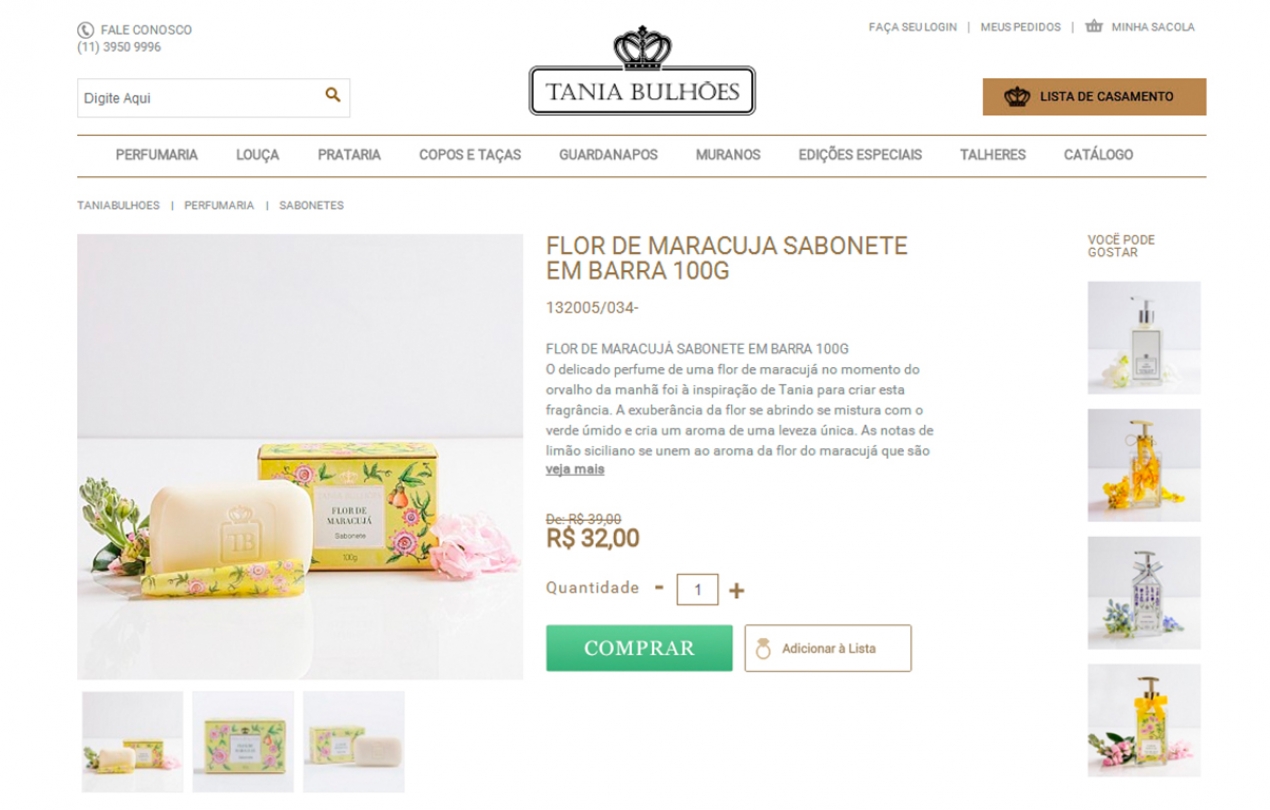 FALE CONOSCO
(11) 3950 9996
FAÇA SEU LOGIN | MEUS PEDIDOS | MINHA SACOLA
TANIA BULHÕES
Digite Aqui
LISTA DE CASAMENTO
PERFUMARIA LOUÇA PRATARIA COPOS E TAÇAS GUARDANAPOS MURANOS EDIÇÕES ESPECIAIS TALHERES CATÁLOGO
TANIABULHOES | PERFUMARIA | SABONETES
FLOR DE MARACUJA SABONETE
EM BARRA 100G
132005/034-
FLOR DE MARACUJÁ SABONETE EM BARRA 100G
O delicado perfume de uma flor de maracujá no momento do
orvalho da manhã foi à inspiração de Tania para criar esta
fragrância. A exuberância da flor se abrindo se mistura com o
verde úmido e cria um aroma de uma leveza única. As notas de
limão siciliano se unem ao aroma da flor do maracujá que são
veja mais
De: R$ 39,00
R$ 32,00
Quantidade - 1 +
COMPRAR
Adicionar à Lista
VOCÊ PODE
GOSTAR
TB
FLOR DE
MARACUJÁ
Sabonete
100g